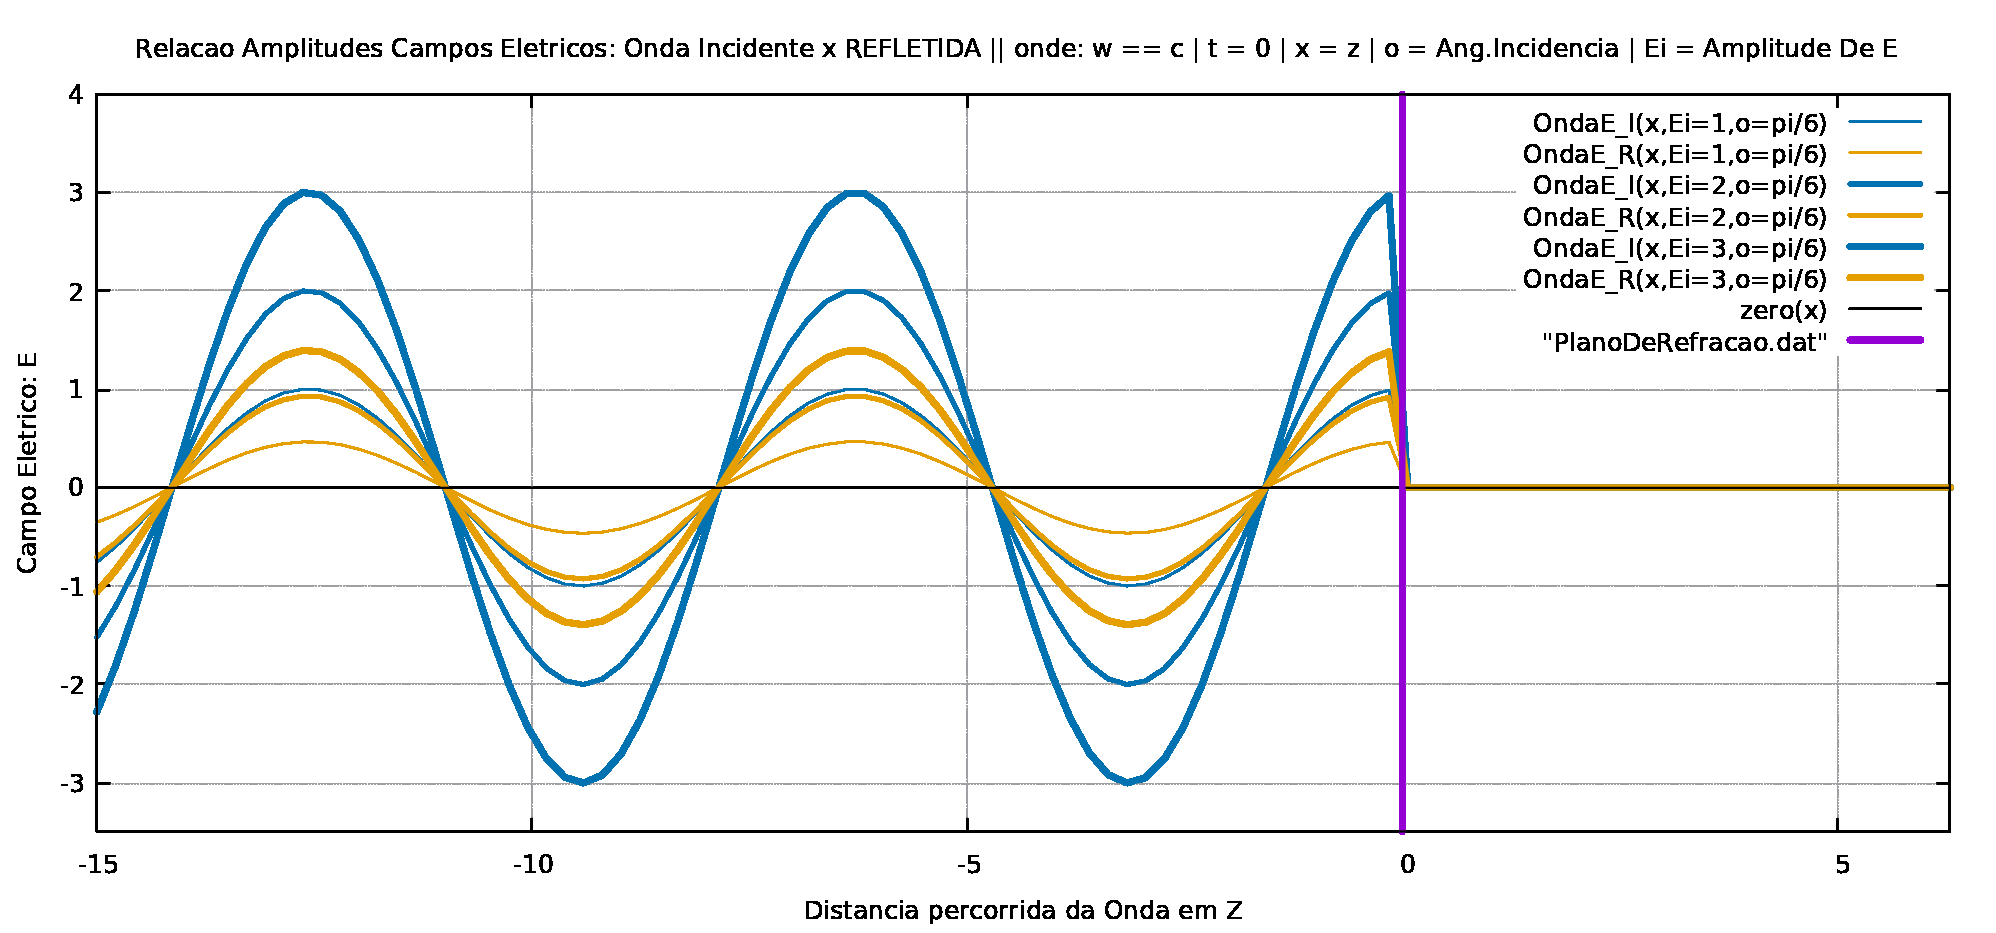 Relacao Amplitudes Campos Eletricos: Onda Incidente x REFLETIDA || onde: w == c | t = 0 | x = z | o = Ang.Incidencia | Ei = Amplitude De E
4
3
2
1
0
-1
-2
-3
Campo Eletrico: E
OndaE_I(x,Ei=1,o=pi/6)
OndaE_R(x,Ei=1,o=pi/6)
OndaE_I(x,Ei=2,o=pi/6)
OndaE_R(x,Ei=2,o=pi/6)
OndaE_I(x,Ei=3,o=pi/6)
OndaE_R(x,Ei=3,o=pi/6)
zero(x)
"PlanoDeRefracao.dat"
-15 -10 -5 0 5
Distancia percorrida da Onda em Z